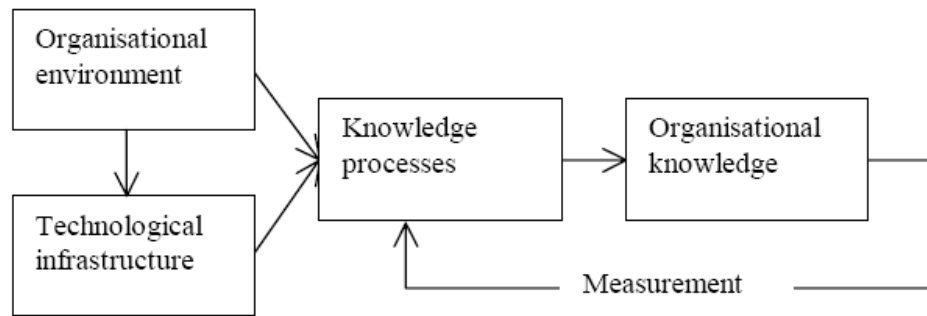 Organisational
environment
Knowledge
processes
Organisational
knowledge
Technological
infrastructure
Measurement